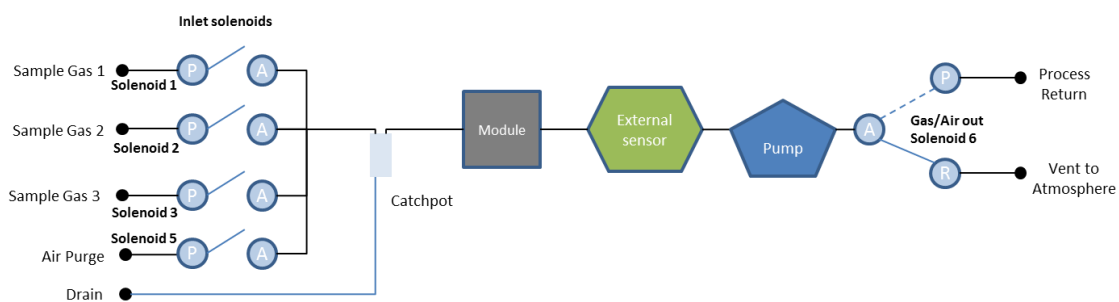 Inlet solenoids
Sample Gas 1
P
A
Solenoid 1
Sample Gas 2
P
A
Solenoid 2
Sample Gas 3
P
A
Solenoid 3
Solenoid 5
Air Purge
P
A
Drain
Catchpot
Module
External
sensor
Pump
A
P
Process
Return
Gas/Air out
Solenoid 6
R
Vent to
Atmosphere